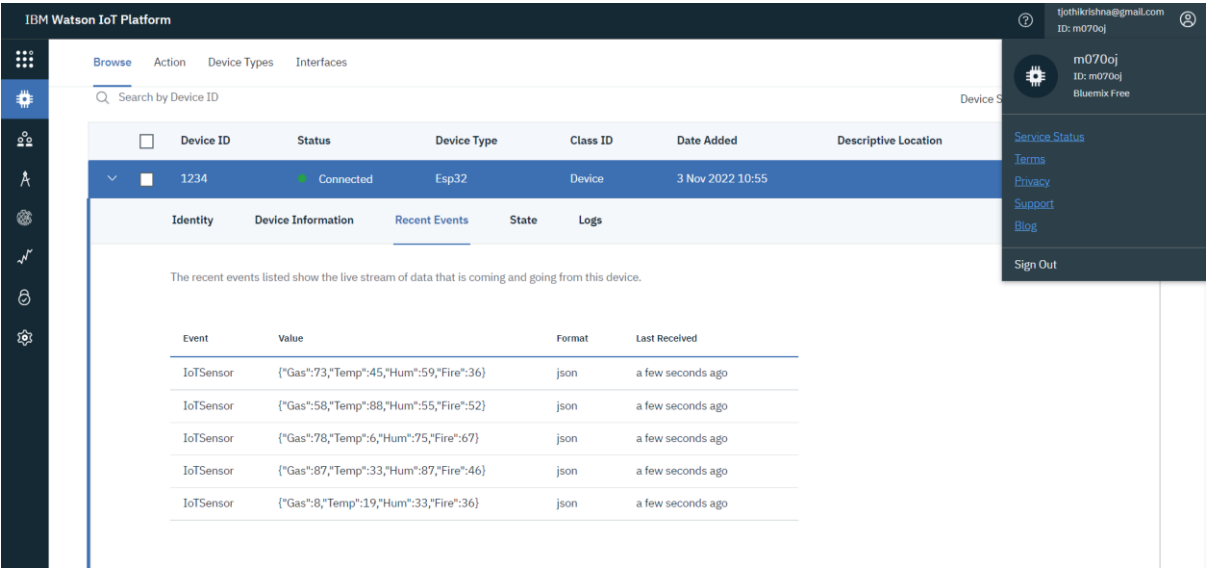 IBM Watson IoT Platform
tjothikrishna@gmail.com
ID: m070oj
Browse Action Device Types Interfaces
m070oj
ID: m070oj
Bluemix Free
Search by Device ID
Device S
Service Status
Terms
Privacy
Support
Blog
Sign Out
Device ID Status Device Type Class ID Date Added Descriptive Location
1234 Connected Esp32 Device 3 Nov 2022 10:55
Identity Device Information Recent Events State Logs
The recent events listed show the live stream of data that is coming and going from this device.
Event Value Format Last Received
IoTSensor {"Gas":73,"Temp":45,"Hum":59,"Fire":36} json a few seconds ago
IoTSensor {"Gas":58,"Temp":88,"Hum":55,"Fire":52} json a few seconds ago
IoTSensor {"Gas":78,"Temp":6,"Hum":75,"Fire":67} json a few seconds ago
IoTSensor {"Gas":87,"Temp":33,"Hum":87,"Fire":46} json a few seconds ago
IoTSensor {"Gas":8,"Temp":19,"Hum":33,"Fire":36} json a few seconds ago